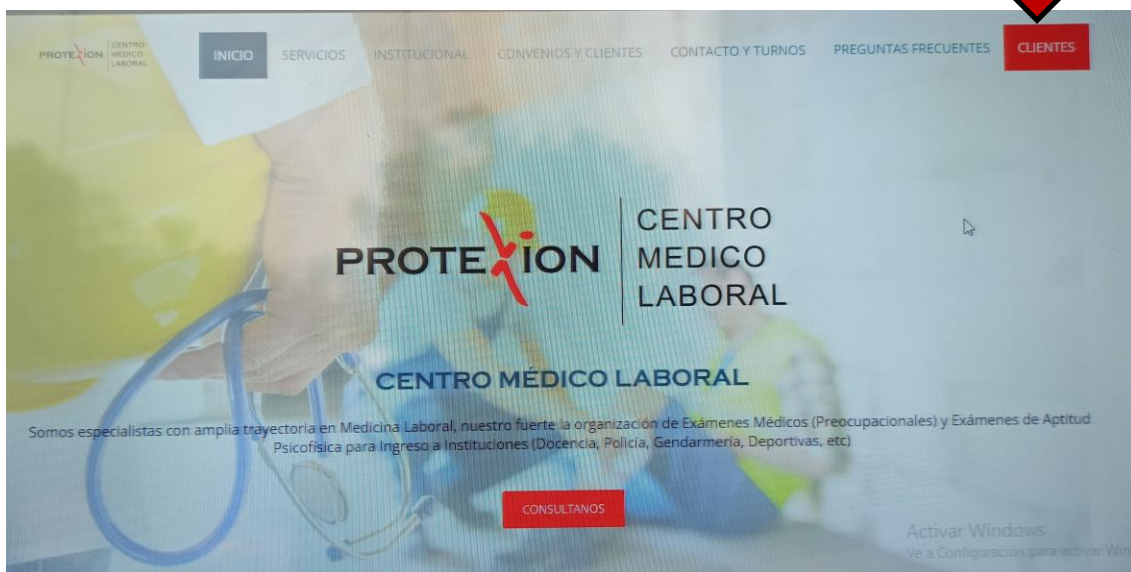 PROTEXION CENTRO
MEDICO
LABORAL
INICIO SERVICIOS INSTITUCIONAL CONVENIOS Y CLIENTES CONTACTO Y TURNOS PREGUNTAS FRECUENTES CLIENTES
PROTEXION
CENTRO
MEDICO
LABORAL
CENTRO MÉDICO LABORAL
Somos especialistas con amplia trayectoria en Medicina Laboral, nuestro fuerte la organización de Exámenes Médicos (Preocupacionales) y Exámenes de Aptitud
Psicofísica para Ingreso a Instituciones (Docencia, Policía, Gendarmería, Deportivas, etc)
CONSULTANOS
Activar Windows
Ve a Configuración para activar Win